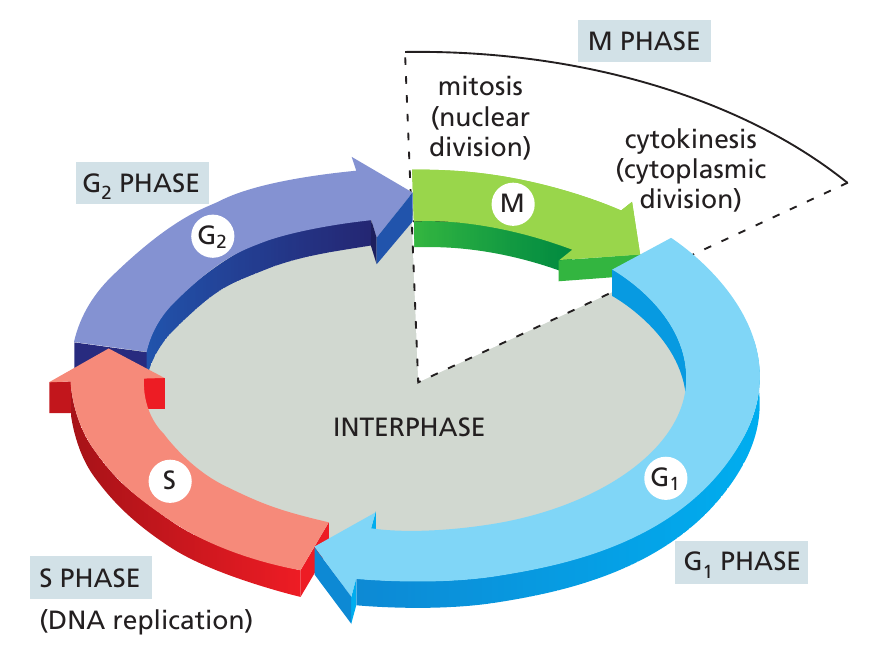 M PHASE
mitosis
(nuclear
division)
cytokinesis
(cytoplasmic
division)
G₂ PHASE
M
G₂
INTERPHASE
S
G₁
G₁ PHASE
S PHASE
(DNA replication)